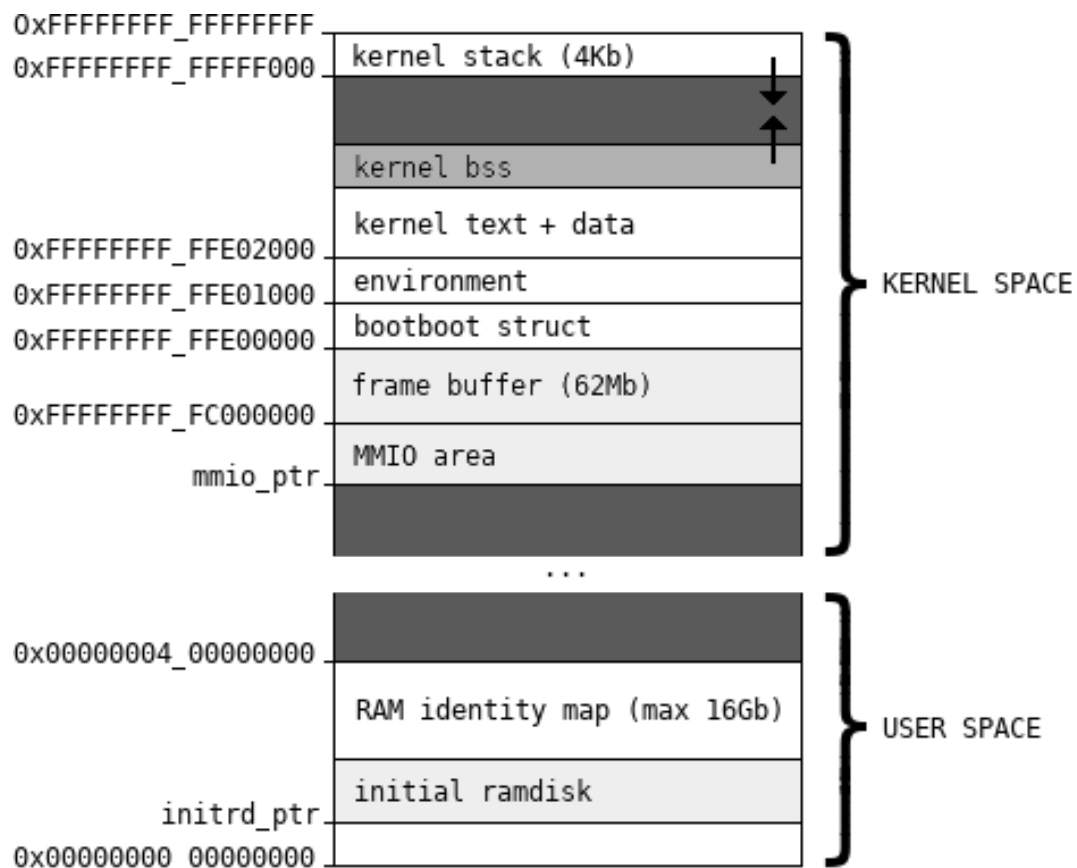 0xFFFFFFFF_FFFFFFFF
kernel stack (4Kb)
0xFFFFFFFF_FFFFF000
kernel bss
kernel text + data
0xFFFFFFFF_FFE02000
environment
KERNEL SPACE
0xFFFFFFFF_FFE01000
bootboot struct
0xFFFFFFFF_FFE00000
frame buffer (62Mb)
0xFFFFFFFF_FC000000
MMIO area
mmio_ptr
...
0x00000004_00000000
RAM identity map (max 16Gb)
USER SPACE
initial ramdisk
initrd_ptr
0x00000000_00000000